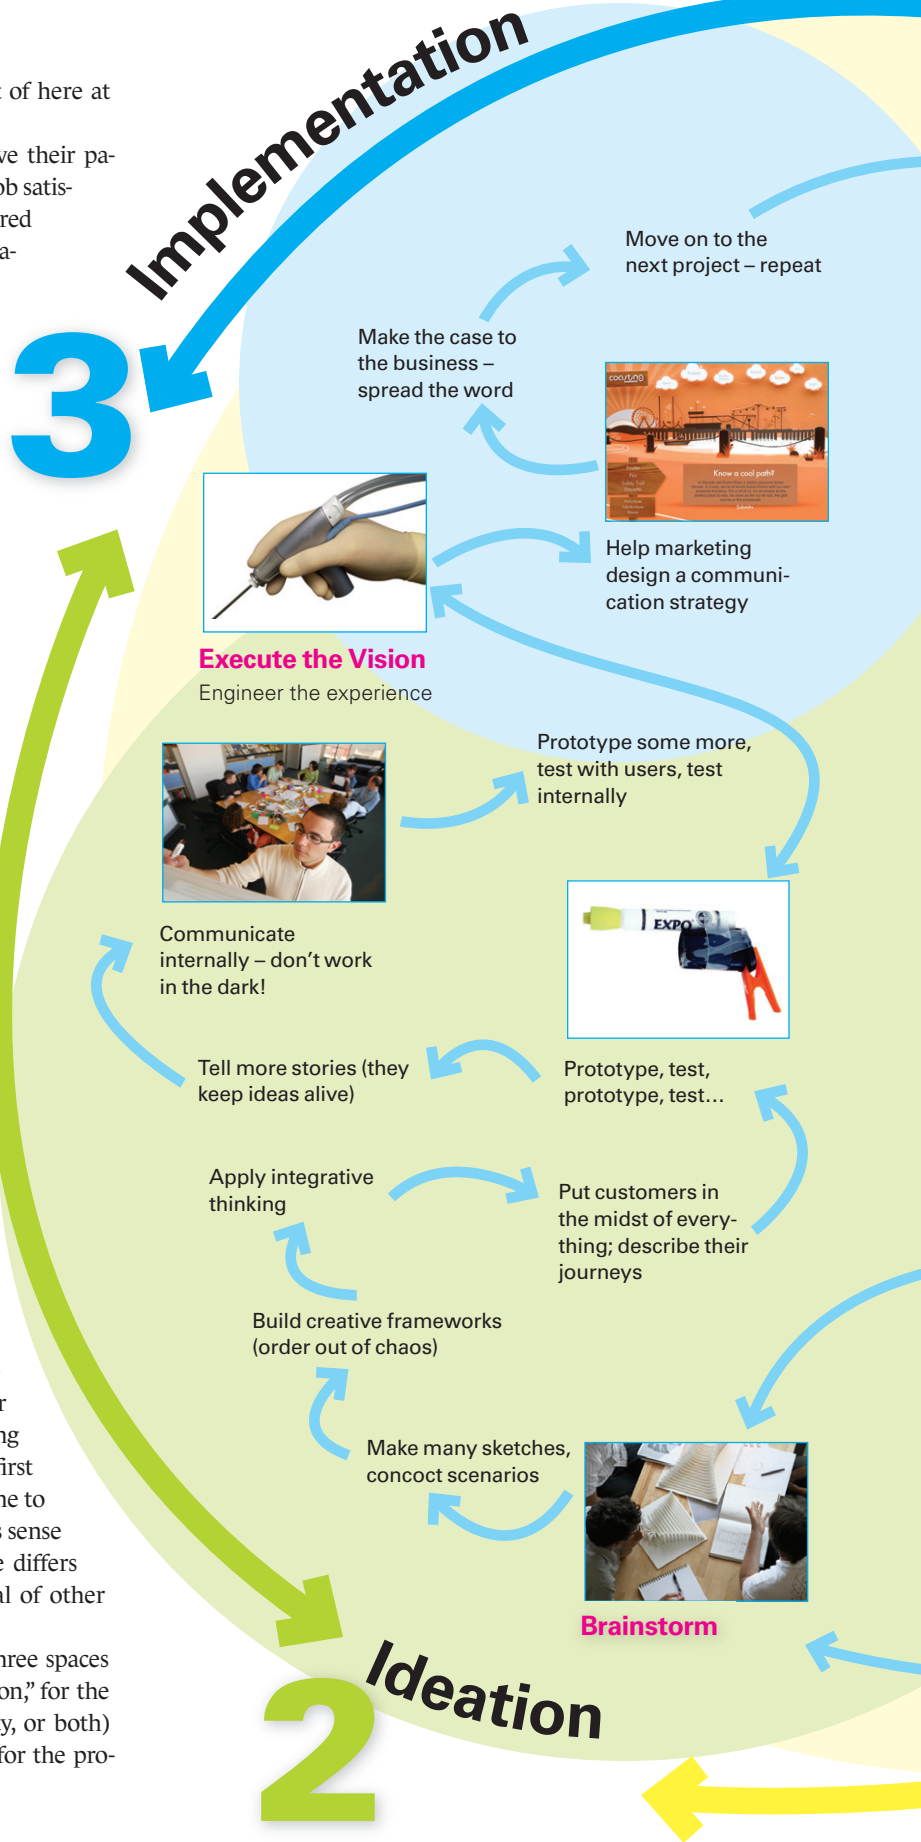 of here at
ve their pa-
ob satis-
red
a-
Implementation
3
Move on to the
next project – repeat
Make the case to
the business –
spread the word
coasting
Know a cool path?
Help marketing
design a communi-
cation strategy
Execute the Vision
Engineer the experience
Prototype some more,
test with users, test
internally
EXPO
Communicate
internally – don't work
in the dark!
Tell more stories (they
keep ideas alive)
Prototype, test,
prototype, test…
Apply integrative
thinking
Put customers in
the midst of every-
thing; describe their
journeys
Build creative frameworks
(order out of chaos)
Make many sketches,
concoct scenarios
Brainstorm
r
ng
first
ne to
s sense
e differs
al of other
hree spaces
on,” for the
y, or both)
for the pro-
Ideation
2